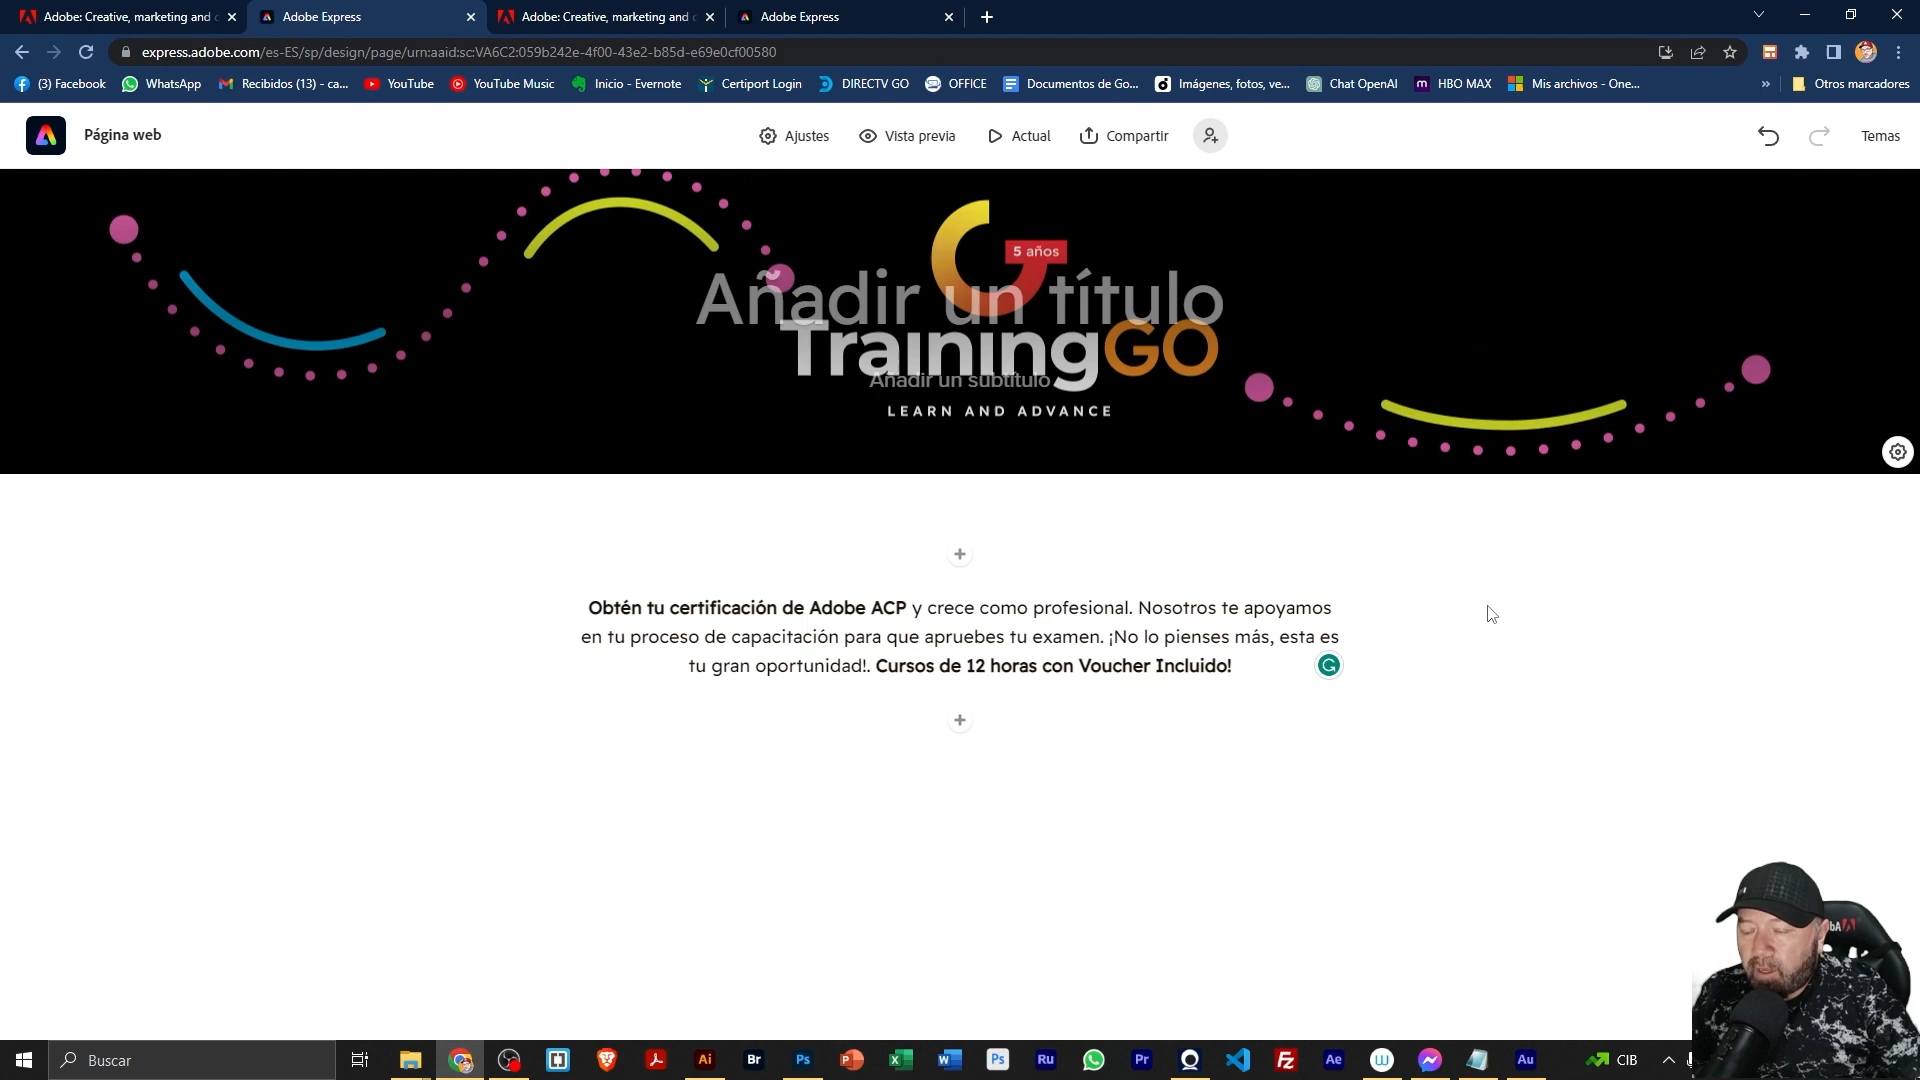 Adobe: Creative, marketing and
Adobe Express
Adobe: Creative, marketing and
Adobe Express
express.adobe.com/es-ES/sp/design/page/urn:aaid:sc:VA6C2:059b242e-4f00-43e2-b85d-e69e0cf00580
(3) Facebook
WhatsApp
Recibidos (13) - ca...
YouTube
YouTube Music
Inicio - Evernote
Certiport Login
DIRECTV GO
OFFICE
Documentos de Go...
Imágenes, fotos, ve...
Chat OpenAI
HBO MAX
Mis archivos - One...
»
Otros marcadores
Página web
Ajustes
Vista previa
Actual
Compartir
Temas
5 años
Añadir un título
TrainingGO
Añadir un subtítulo
LEARN AND ADVANCE
Obtén tu certificación de Adobe ACP y crece como profesional. Nosotros te apoyamos
en tu proceso de capacitación para que apruebes tu examen. ¡No lo pienses más, esta es
tu gran oportunidad!. Cursos de 12 horas con Voucher Incluido!
Buscar
Ai
Br
Ps
Ps
Ru
Pr
Ae
Au
CIB